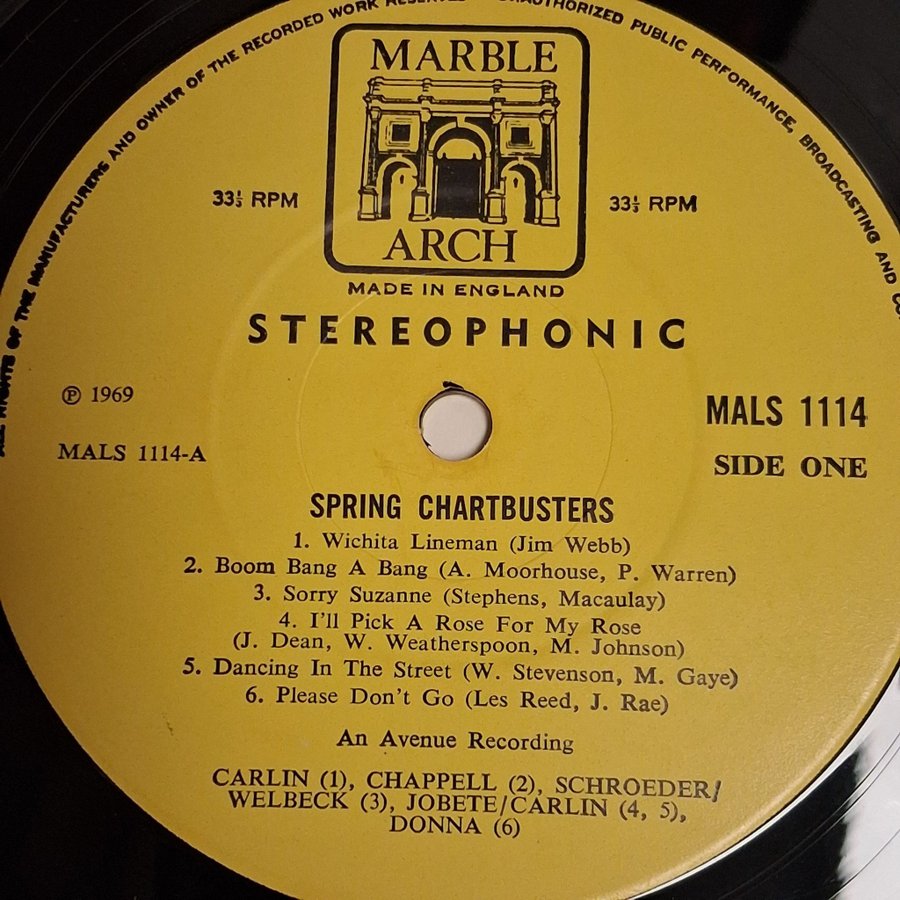 ALL RIGHTS OF THE MANUFACTURERS AND OWNER OF THE RECORDED WORK RESERVED
UNAUTHORIZED PUBLIC PERFORMANCE, BROADCASTING AND
MARBLE
ARCH
33⅓ RPM
33⅓ RPM
MADE IN ENGLAND
STEREOPHONIC
℗ 1969
MALS 1114
MALS 1114-A
SIDE ONE
SPRING CHARTBUSTERS
1. Wichita Lineman (Jim Webb)
2. Boom Bang A Bang (A. Moorhouse, P. Warren)
3. Sorry Suzanne (Stephens, Macaulay)
4. I'll Pick A Rose For My Rose
(J. Dean, W. Weatherspoon, M. Johnson)
5. Dancing In The Street (W. Stevenson, M. Gaye)
6. Please Don't Go (Les Reed, J. Rae)
An Avenue Recording
CARLIN (1), CHAPPELL (2), SCHROEDER/
WELBECK (3), JOBETE/CARLIN (4, 5),
DONNA (6)